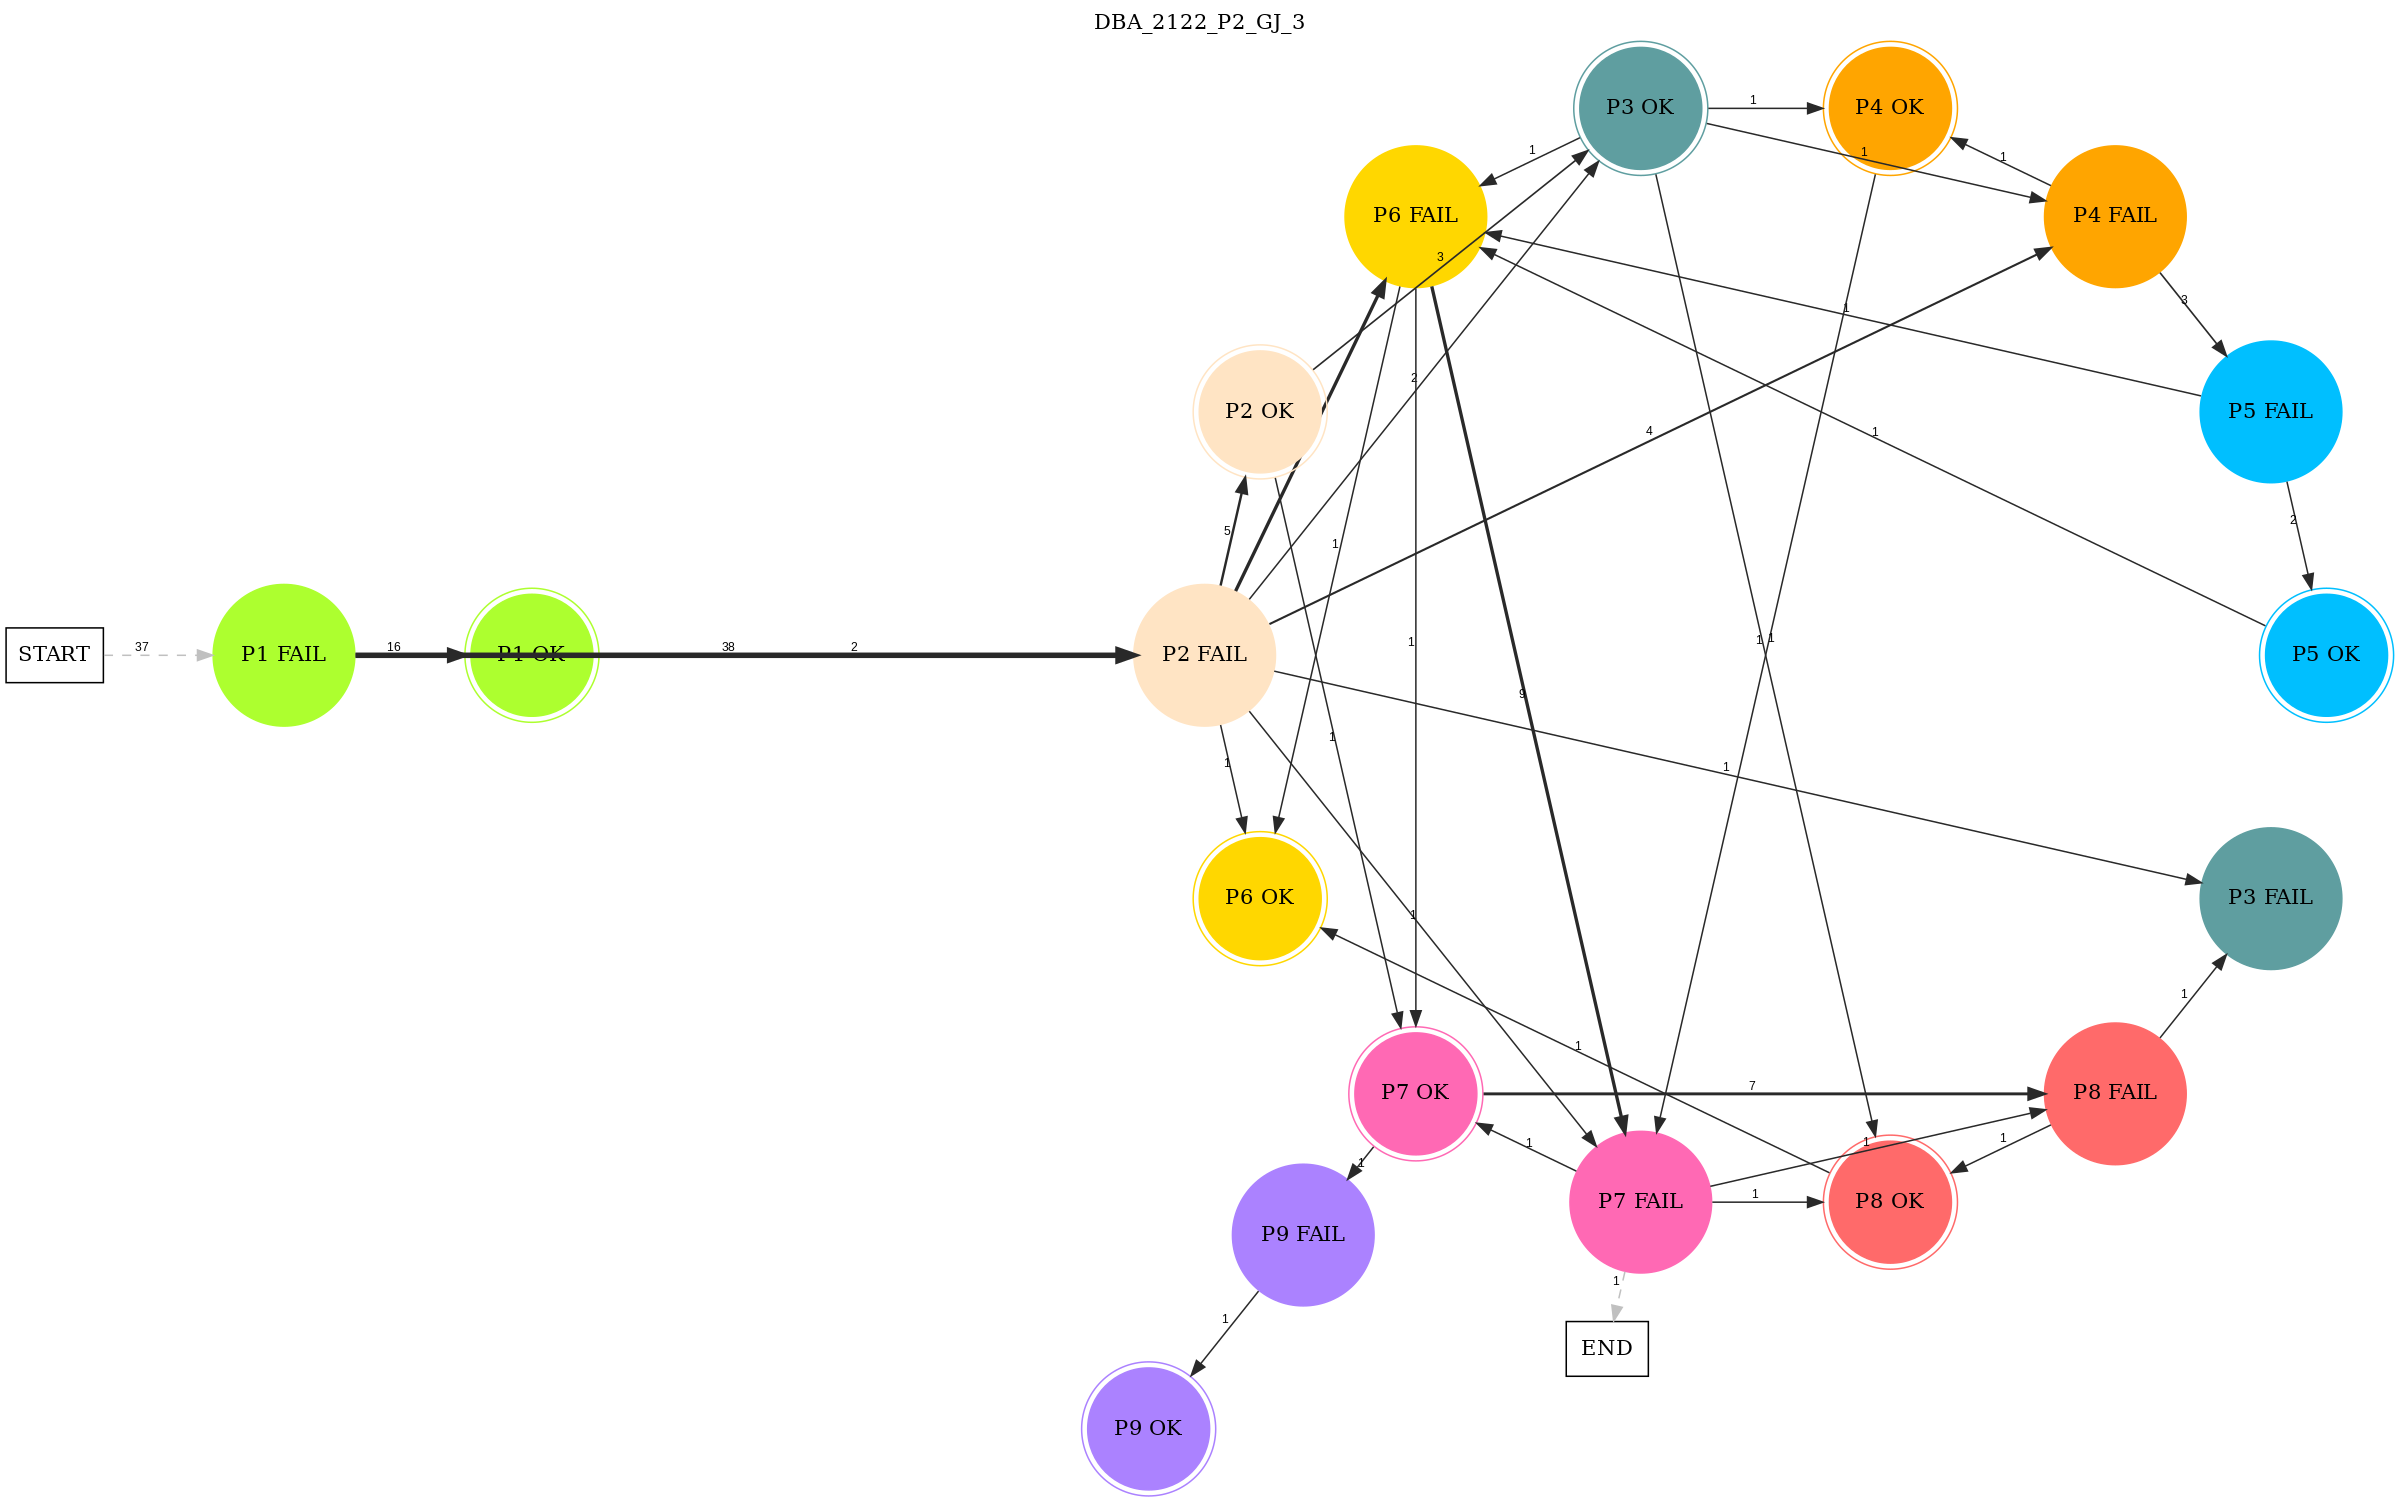 DBA_2122_P2_GJ_3
P3 OK
1
P4 OK
1
1
1
P6 FAIL
P4 FAIL
3
3
1
2
P2 OK
P5 FAIL
4
1
5
2
1
START
37
P1 FAIL
16
P1 OK
38
2
P2 FAIL
1
1
1
P5 OK
9
1
1
1
P6 OK
1
P3 FAIL
1
1
1
P7 OK
7
P8 FAIL
1
1
1
1
P7 FAIL
1
P8 OK
P9 FAIL
1
1
END
P9 OK